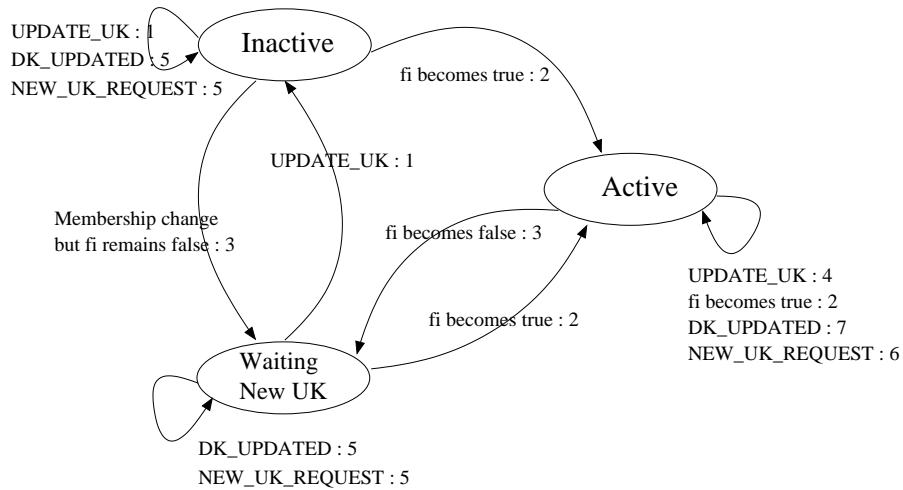 UPDATE_UK : 1
DK_UPDATED : 5
NEW_UK_REQUEST : 5
Inactive
fi becomes true : 2
UPDATE_UK : 1
Active
Membership change
but fi remains false : 3
fi becomes false : 3
fi becomes true : 2
UPDATE_UK : 4
fi becomes true : 2
DK_UPDATED : 7
NEW_UK_REQUEST : 6
Waiting
New UK
DK_UPDATED : 5
NEW_UK_REQUEST : 5